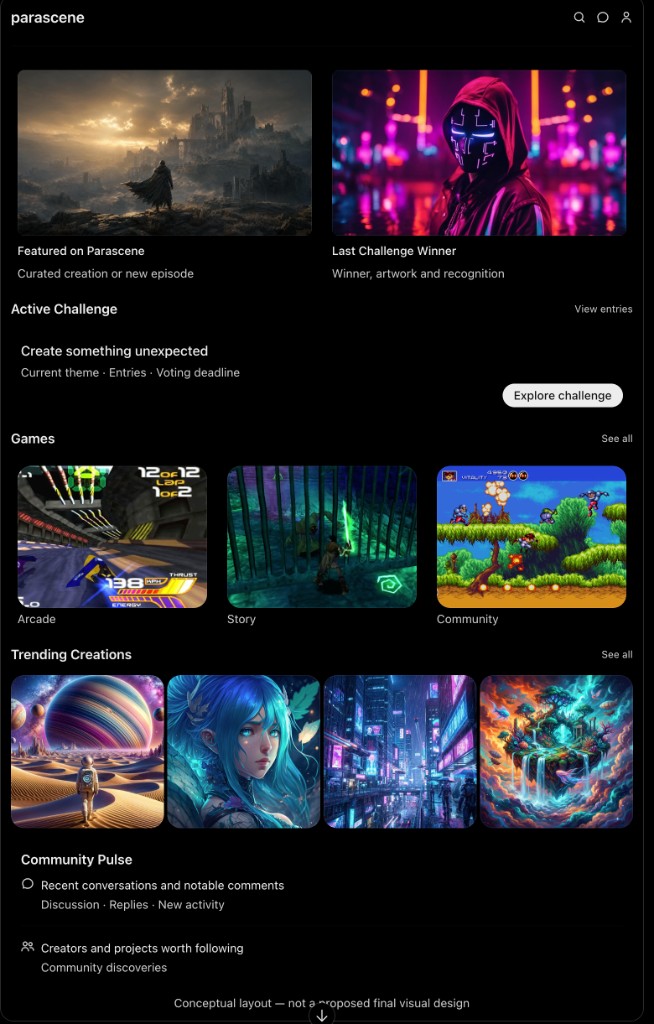 parascene
Featured on Parascene
Curated creation or new episode
Last Challenge Winner
Winner, artwork and recognition
Active Challenge
View entries
Create something unexpected
Current theme · Entries · Voting deadline
Explore challenge
Games
See all
12 OF 12
LAP
1 OF 2
138 MPH
THRUST
ENERGY
VITALITY
Arcade
Story
Community
Trending Creations
See all
Community Pulse
Recent conversations and notable comments
Discussion · Replies · New activity
Creators and projects worth following
Community discoveries
Conceptual layout — not a proposed final visual design